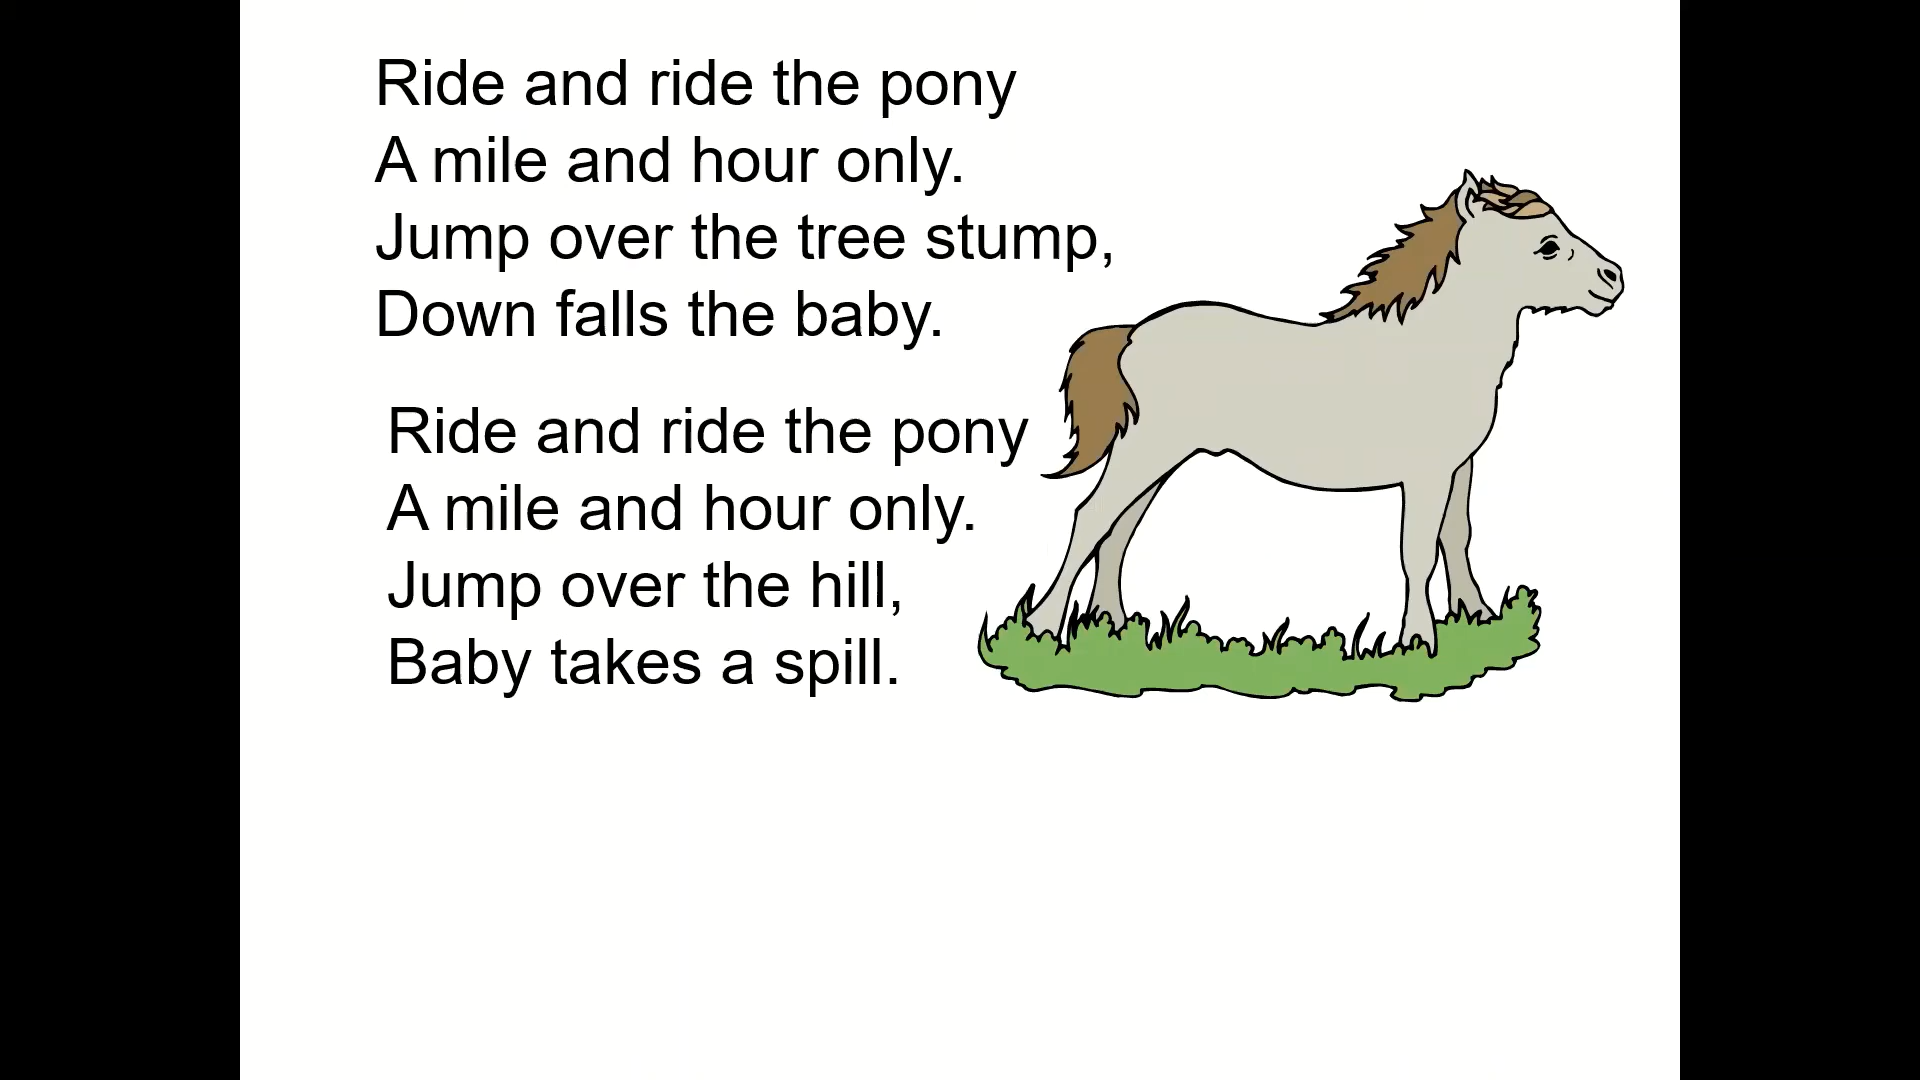 Ride and ride the pony
A mile and hour only.
Jump over the tree stump,
Down falls the baby.
Ride and ride the pony
A mile and hour only.
Jump over the hill,
Baby takes a spill.